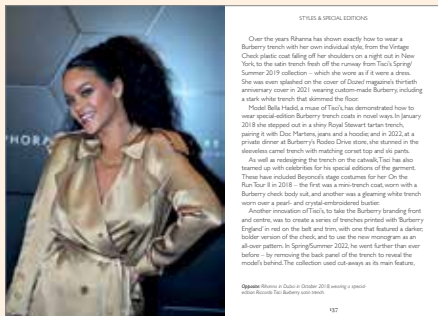 PHORA
STYLES & SPECIAL EDITIONS
Over the years Rihanna has shown exactly how to wear a
Burberry trench with her own individual style, from the Vintage
Check plastic coat falling off her shoulders on a night out in New
York, to the satin trench fresh off the runway from Tisci's Spring/
Summer 2019 collection – which she wore as if it were a dress.
She was even splashed on the cover of Dazed magazine's thirtieth
anniversary cover in 2021 wearing custom-made Burberry, including
a stark white trench that skimmed the floor.
Model Bella Hadid, a muse of Tisci's, has demonstrated how to
wear special-edition Burberry trench coats in novel ways. In January
2018 she stepped out in a shiny Royal Stewart tartan trench,
pairing it with Doc Martens, jeans and a hoodie; and in 2022, at a
private dinner at Burberry's Rodeo Drive store, she stunned in the
sleeveless camel trench with matching corset top and ski pants.
As well as redesigning the trench on the catwalk, Tisci has also
teamed up with celebrities for his special editions of the garment.
These have included Beyoncé's stage costumes for her On the
Run Tour II in 2018 – the first was a mini-trench coat, worn with a
Burberry check body suit, and another was a gleaming white trench
worn over a pearl- and crystal-embroidered bustier.
Another innovation of Tisci's, to take the Burberry branding front
and centre, was to create a series of trenches printed with 'Burberry
England' in red on the belt and trim, with one that featured a darker,
bolder version of the check, and to use the new monogram as an
all-over pattern. In Spring/Summer 2022, he went further than ever
before – by removing the back panel of the trench to reveal the
model's behind. The collection used cut-aways as its main feature,
Opposite: Rihanna in Dubai in October 2018 wearing a special-
edition Riccardo Tisci Burberry satin trench.
137